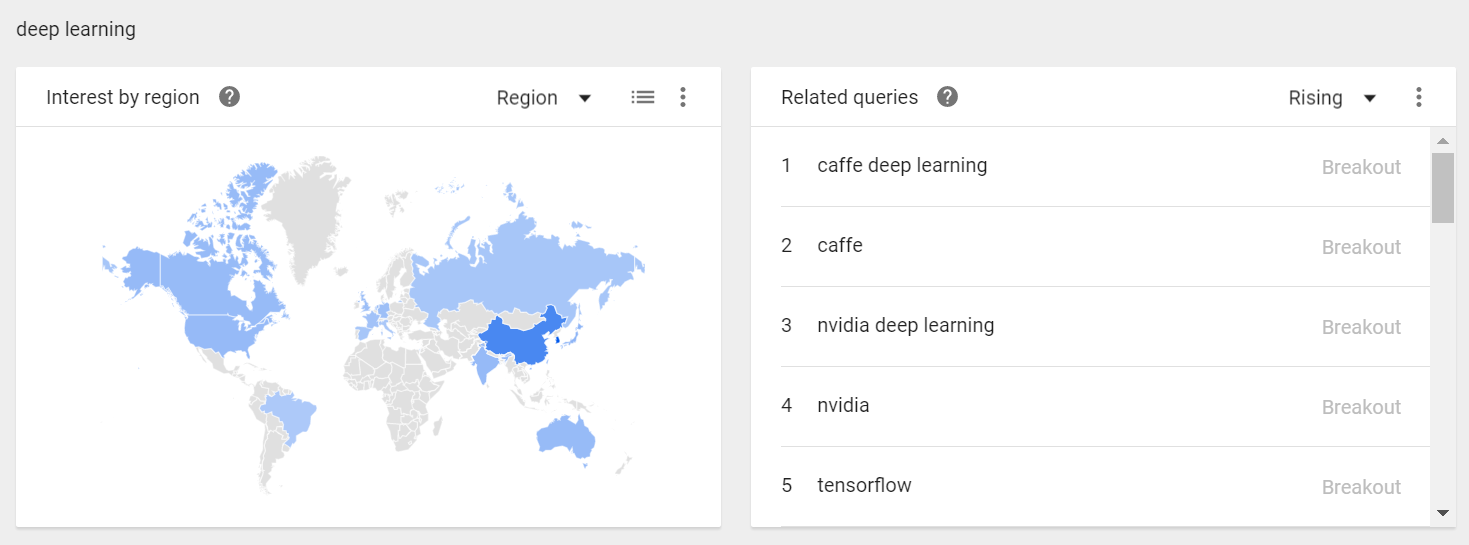 deep learning
Interest by region ? Region
Related queries ? Rising
1 caffe deep learning Breakout
2 caffe Breakout
3 nvidia deep learning Breakout
4 nvidia Breakout
5 tensorflow Breakout